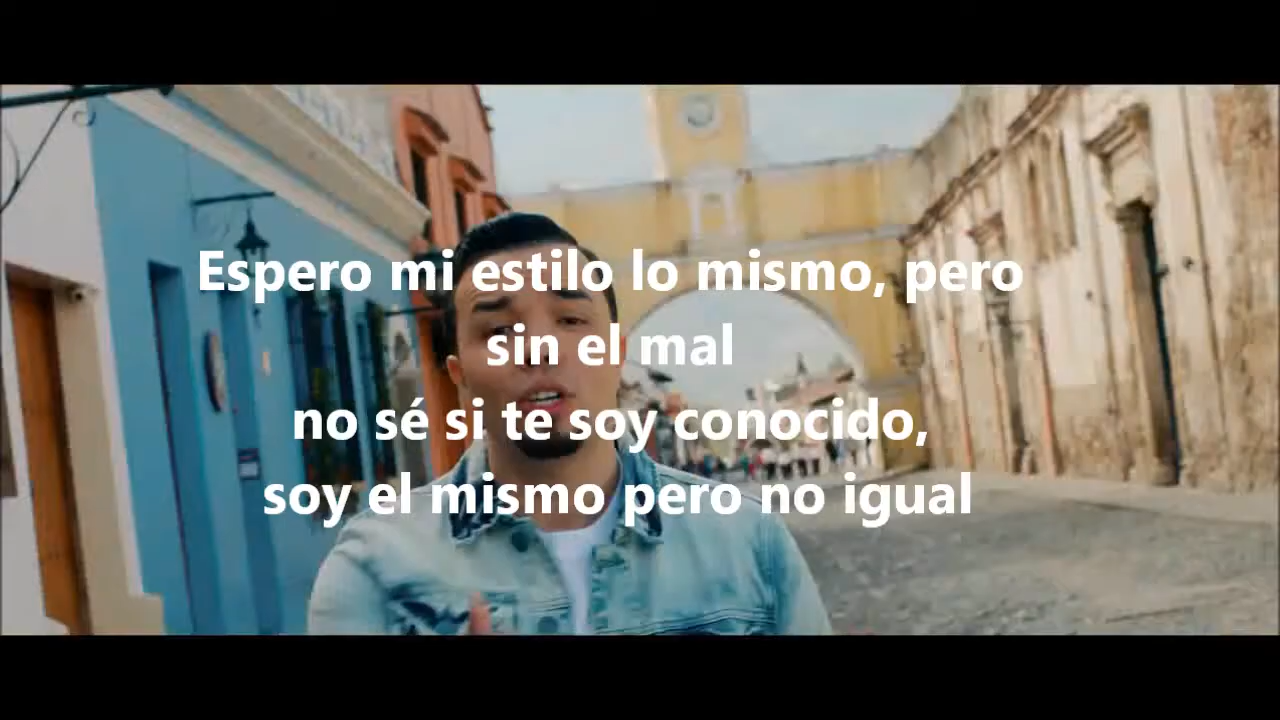 Espero mi estilo lo mismo, pero
sin el mal
no sé si te soy conocido,
soy el mismo pero no igual